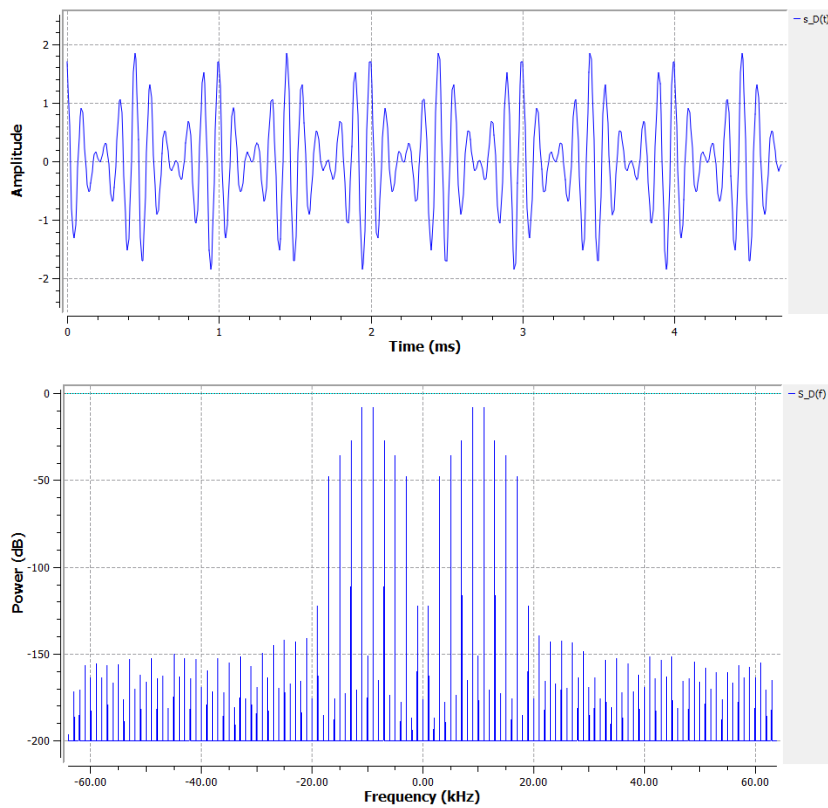 s_D(t)
2
1
0
-1
-2
Amplitude
0 1 2 3 4
Time (ms)
S_D(f)
0
-50
-100
-150
-200
Power (dB)
-60.00 -40.00 -20.00 0.00 20.00 40.00 60.00
Frequency (kHz)